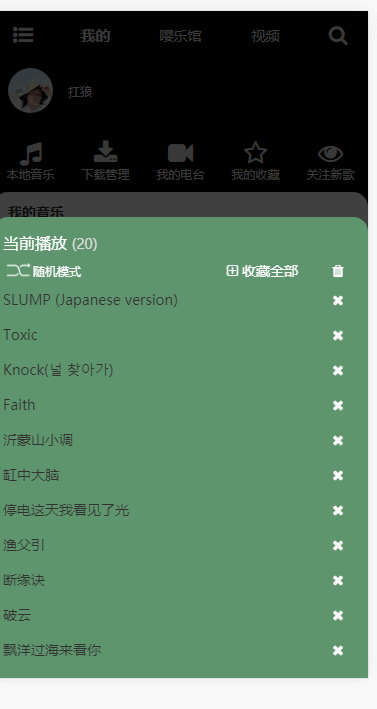 我的 嘤乐馆 视频
扛狼
本地音乐 下载管理 我的电台 我的收藏 关注新歌
我的音乐
当前播放 (20)
随机模式 收藏全部
SLUMP (Japanese version)
Toxic
Knock(널 찾아가)
Faith
沂蒙山小调
缸中大脑
停电这天我看见了光
渔父引
断缘诀
破云
飘洋过海来看你